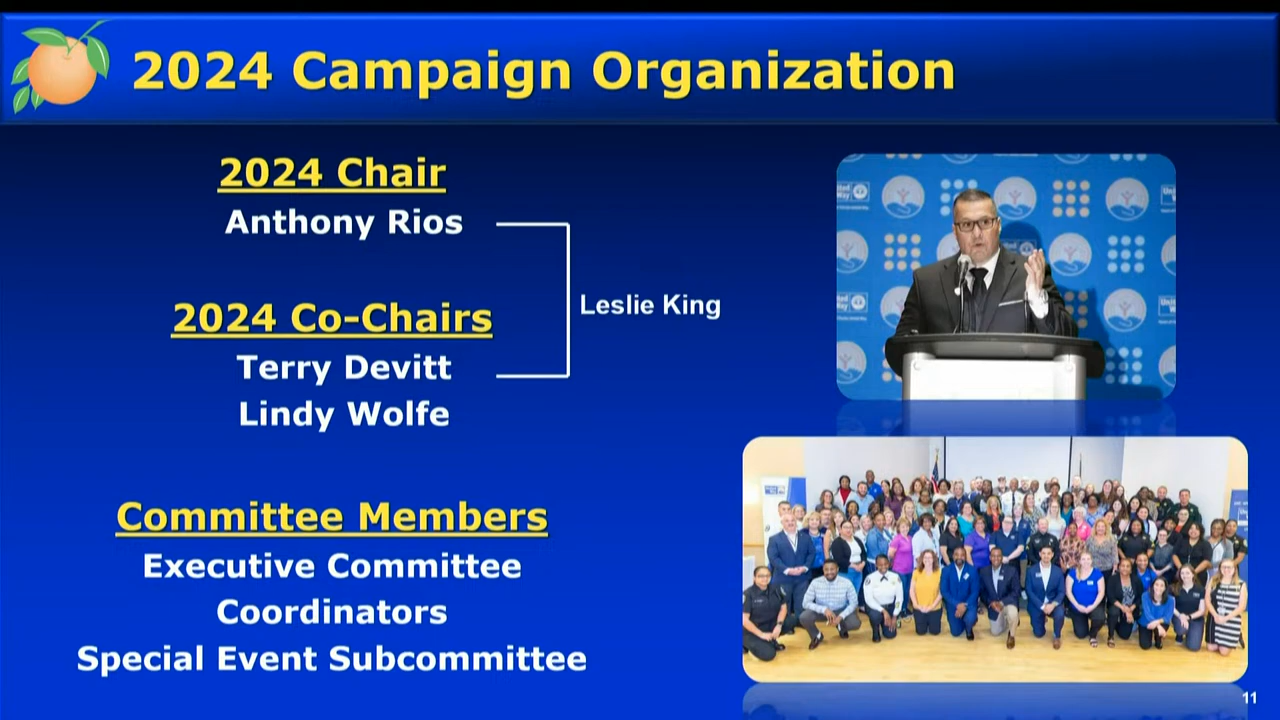 2024 Campaign Organization
2024 Chair
Anthony Rios
Leslie King
2024 Co-Chairs
Terry Devitt
Lindy Wolfe
Committee Members
Executive Committee
Coordinators
Special Event Subcommittee
11